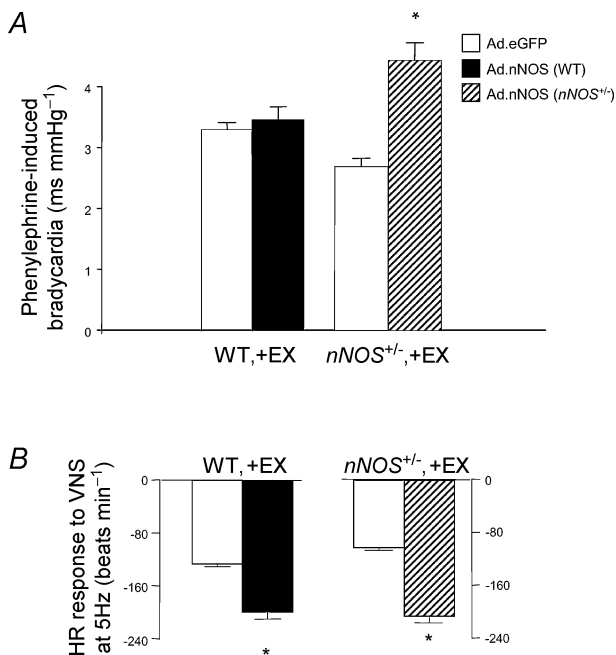 A
*
Ad.eGFP
Ad.nNOS (WT)
Ad.nNOS (nNOS+/-)
Phenylephrine-induced
bradycardia (ms mmHg−1)
4
3
2
1
0
WT,+EX
nNOS+/-,+EX
B
WT,+EX
nNOS+/-,+EX
HR response to VNS
at 5Hz (beats min−1)
0
-80
-160
-240
0
-80
-160
-240
*
*